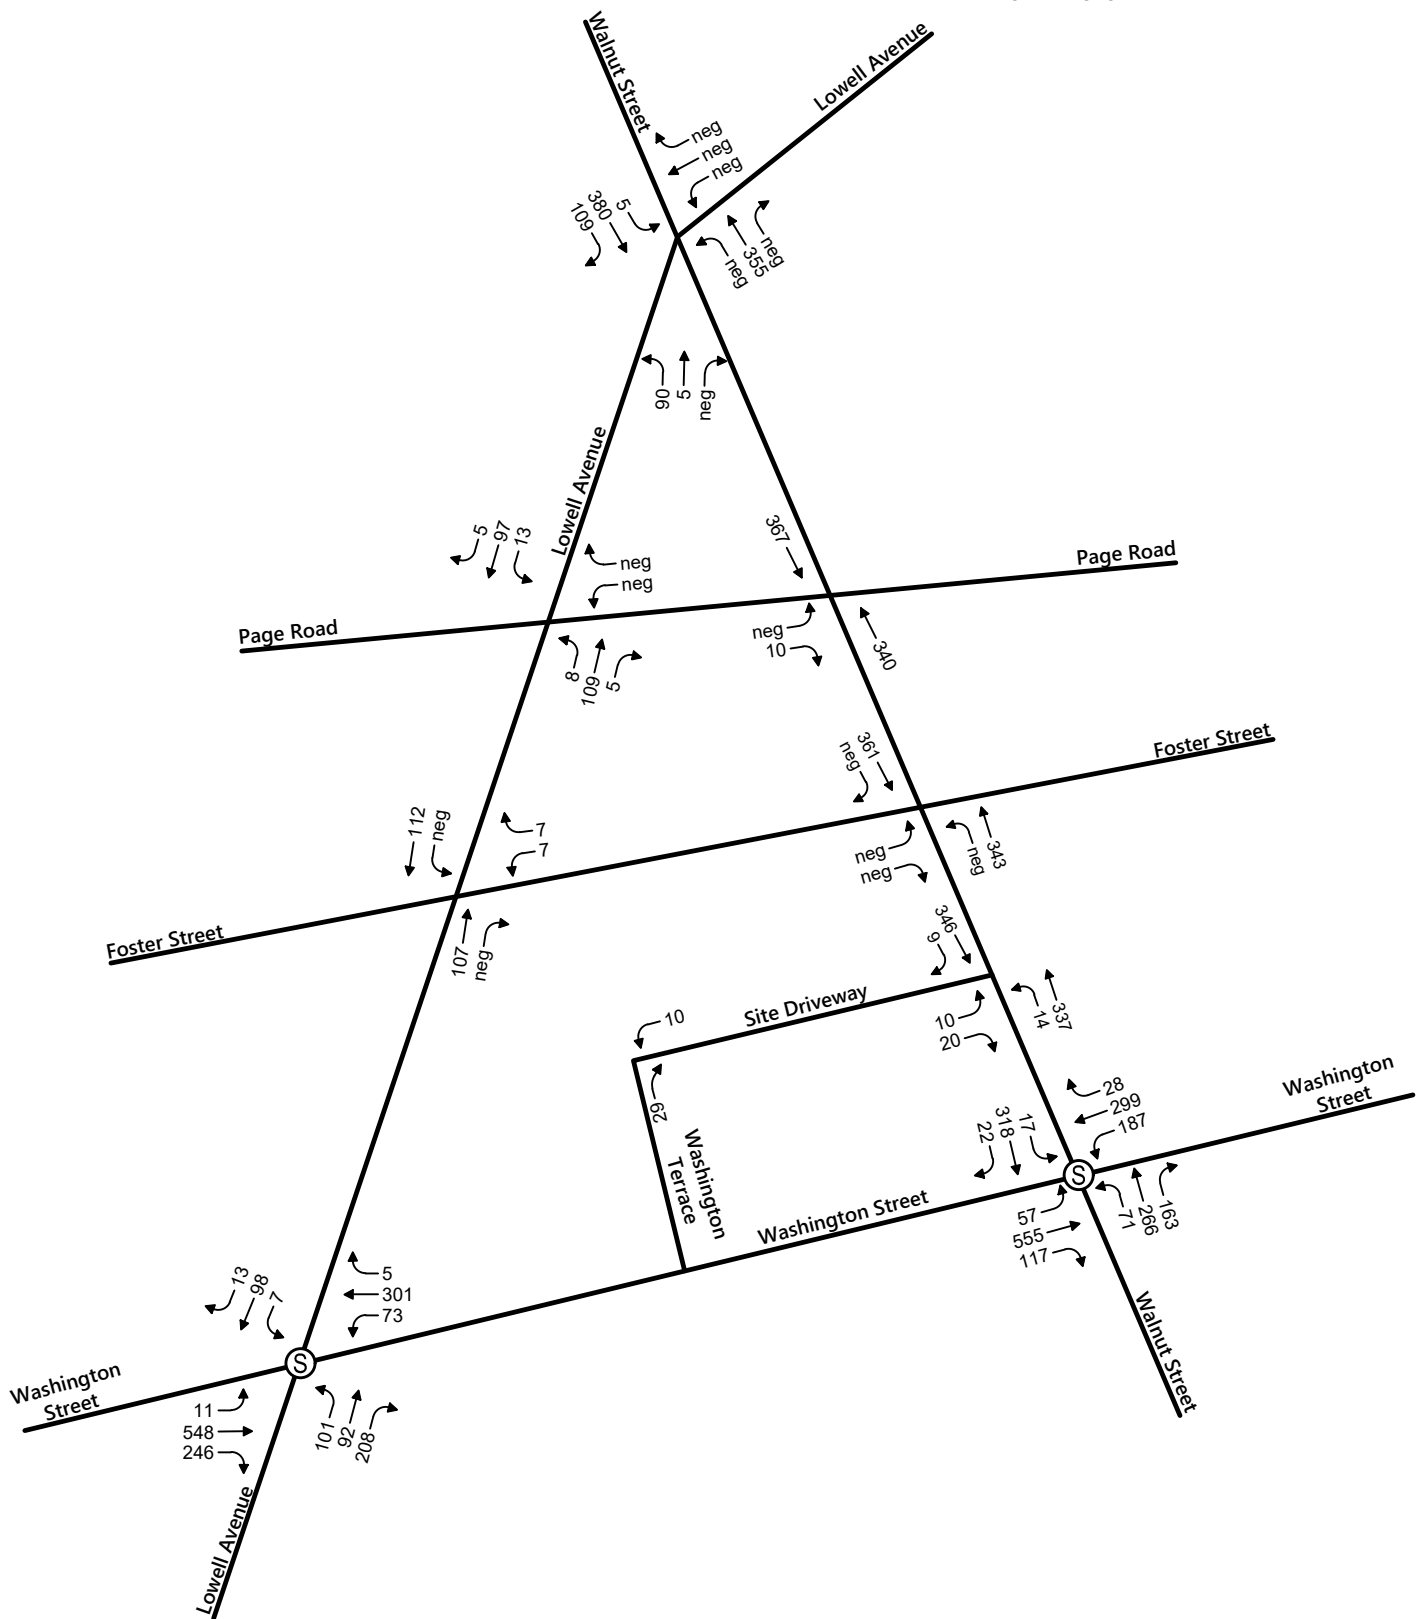 Walnut Street
Lowell Avenue
neg
neg
neg
5
380
109
neg
355
neg
90
5
neg
Lowell Avenue
367
5
97
13
neg
neg
Page Road
Page Road
neg
10
340
8
109
5
361
neg
Foster Street
112
neg
7
7
neg
neg
343
neg
Foster Street
107
neg
346
9
Site Driveway
10
10
20
337
14
29
Washington
Terrace
28
299
187
Washington
Street
17
318
22
S
57
555
117
71
266
163
Washington Street
Walnut Street
13
98
7
5
301
73
S
Washington
Street
11
548
246
101
92
208
Lowell Avenue